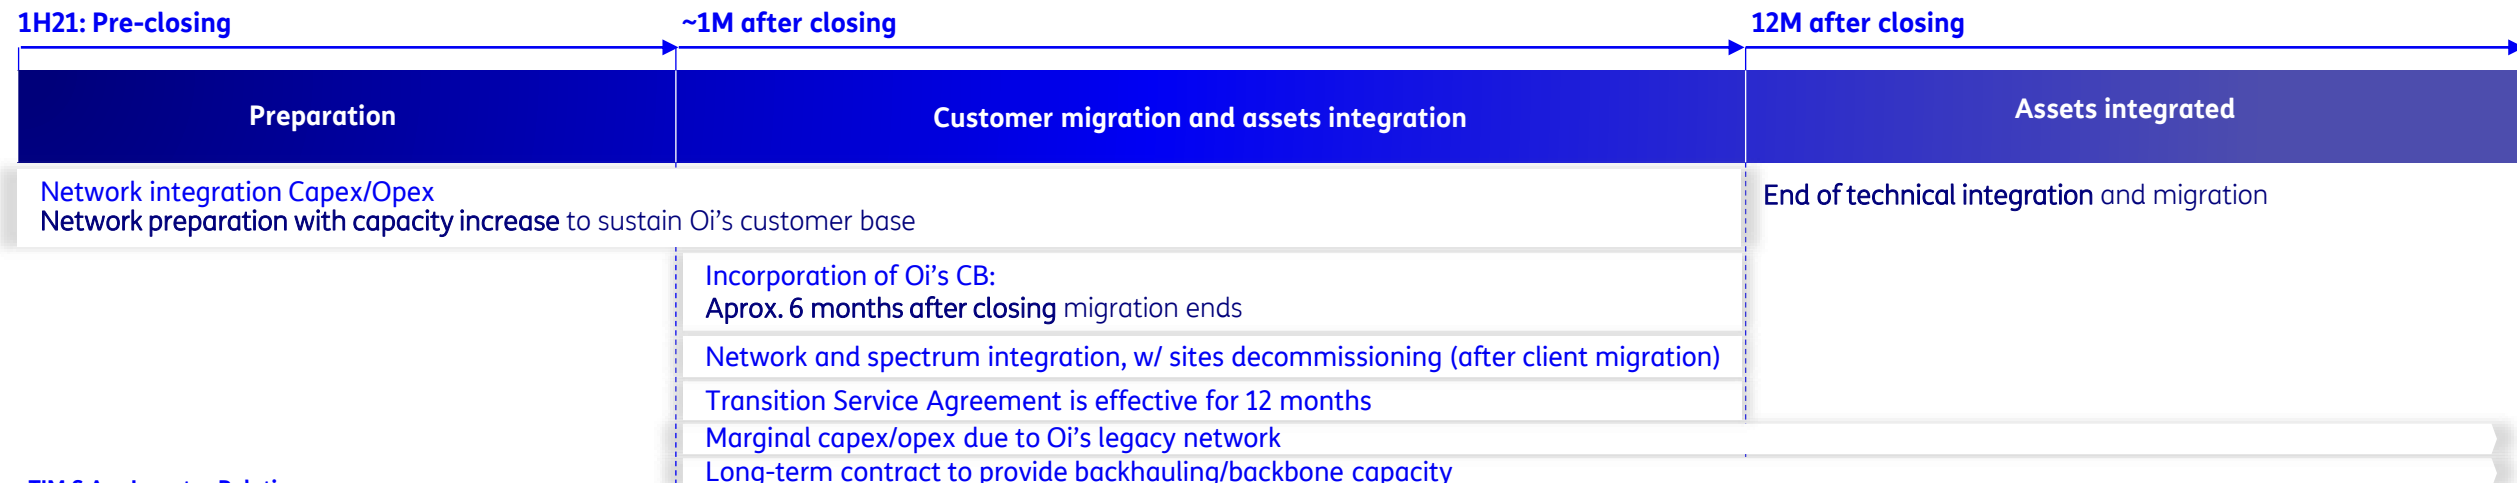 1H21: Pre-closing
~1M after closing
12M after closing
Preparation
Customer migration and assets integration
Assets integrated
Network integration Capex/Opex
Network preparation with capacity increase to sustain Oi’s customer base
End of technical integration and migration
Incorporation of Oi’s CB:
Aprox. 6 months after closing migration ends
Network and spectrum integration, w/ sites decommissioning (after client migration)
Transition Service Agreement is effective for 12 months
Marginal capex/opex due to Oi’s legacy network
Long-term contract to provide backhauling/backbone capacity